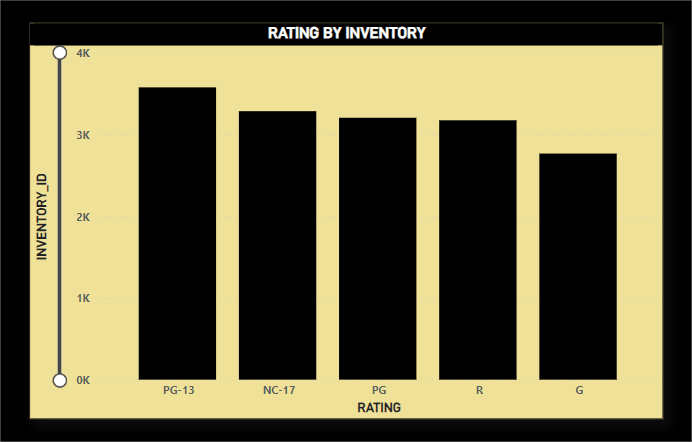 RATING BY INVENTORY
INVENTORY_ID
4K
3K
2K
1K
0K
PG-13 NC-17 PG R G
RATING